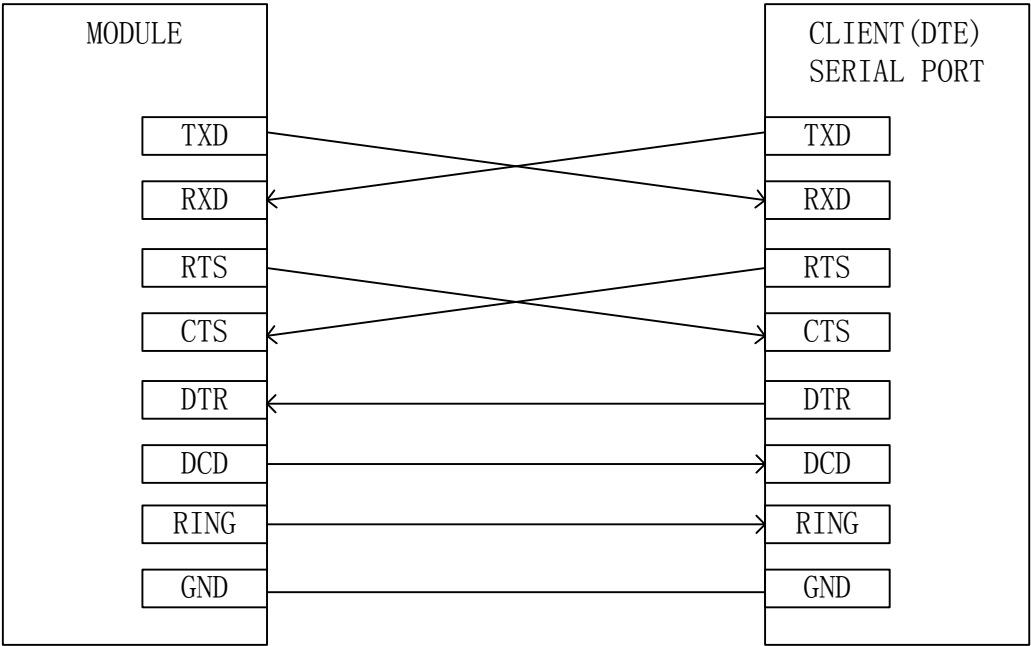 MODULE
TXD
RXD
RTS
CTS
DTR
DCD
RING
GND
CLIENT(DTE)
SERIAL PORT
TXD
RXD
RTS
CTS
DTR
DCD
RING
GND